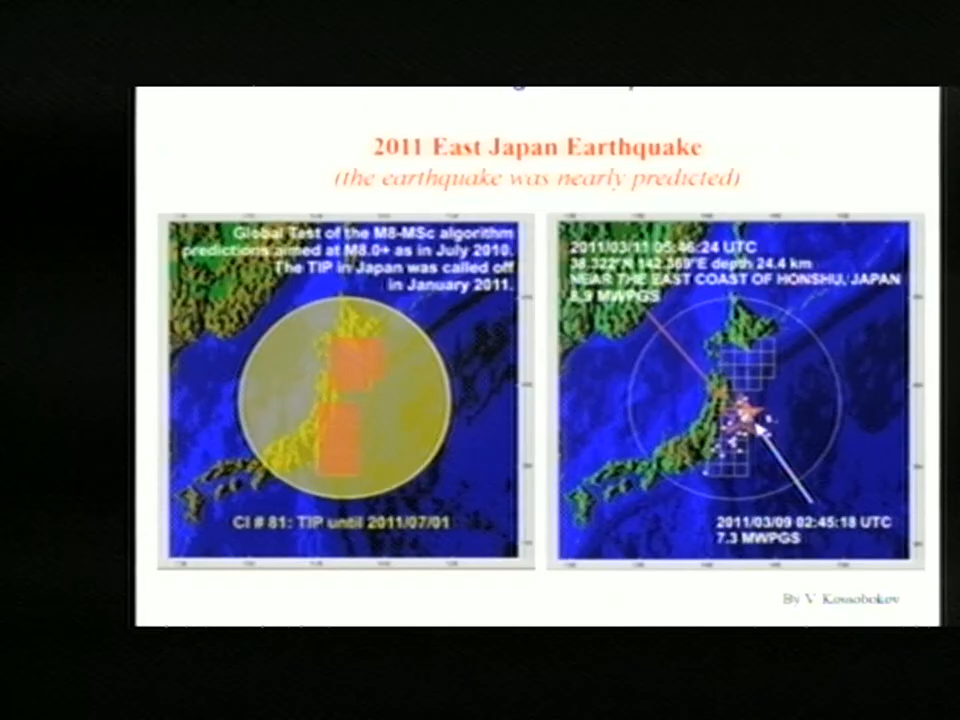 2011 East Japan Earthquake
(the earthquake was nearly predicted)
Global Test of the M8-MSc algorithm
predictions aimed at M8.0+ as in July 2010.
The TIP in Japan was called off
in January 2011.
CI # 81: TIP until 2011/07/01
2011/03/11 05:46:24 UTC
38.322°N 142.369°E depth 24.4 km
NEAR THE EAST COAST OF HONSHU, JAPAN
8.9 MWPGS
2011/03/09 02:45:18 UTC
7.3 MWPGS
By V. Kossobokov